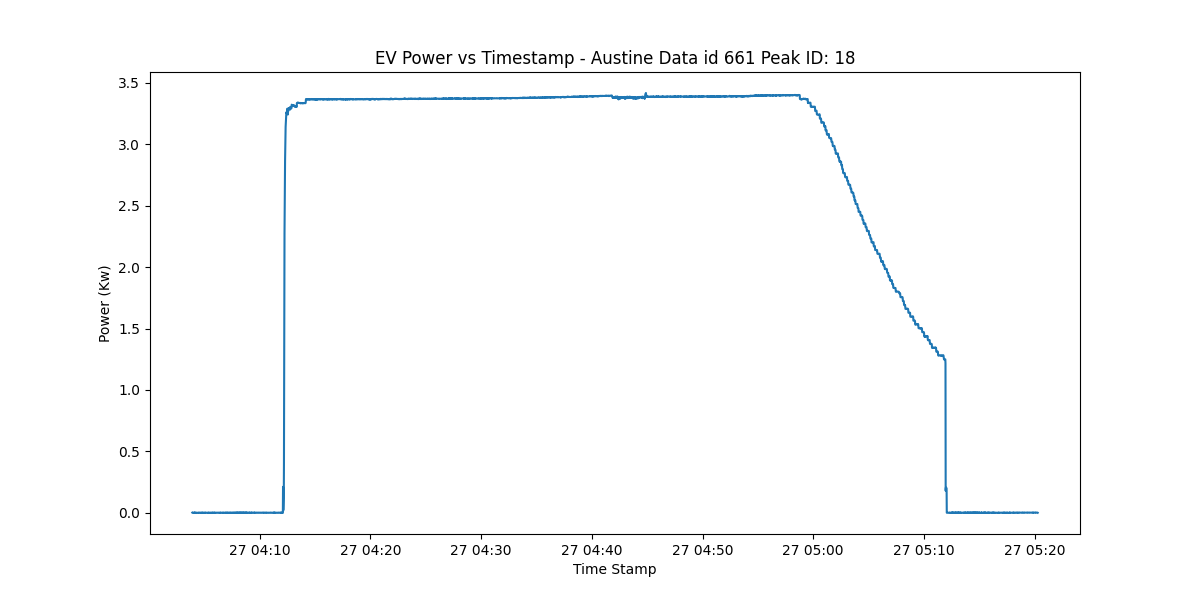 EV Power vs Timestamp - Austine Data id 661 Peak ID: 18
3.5
3.0
2.5
2.0
1.5
1.0
0.5
0.0
Power (Kw)
27 04:10 27 04:20 27 04:30 27 04:40 27 04:50 27 05:00 27 05:10 27 05:20
Time Stamp